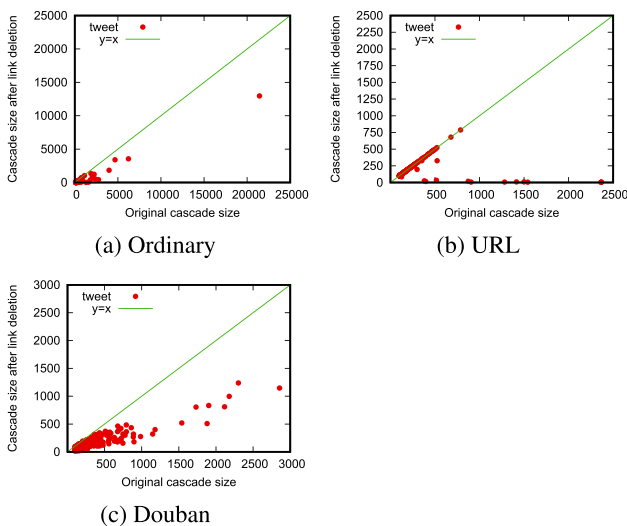 25000
20000
15000
10000
5000
0
Cascade size after link deletion
tweet
y=x
0 5000 10000 15000 20000 25000
Original cascade size
(a) Ordinary
2500
2250
2000
1750
1500
1250
1000
750
500
250
0
Cascade size after link deletion
tweet
y=x
500 1000 1500 2000 2500
Original cascade size
(b) URL
3000
2500
2000
1500
1000
500
0
Cascade size after link deletion
tweet
y=x
500 1000 1500 2000 2500 3000
Original cascade size
(c) Douban